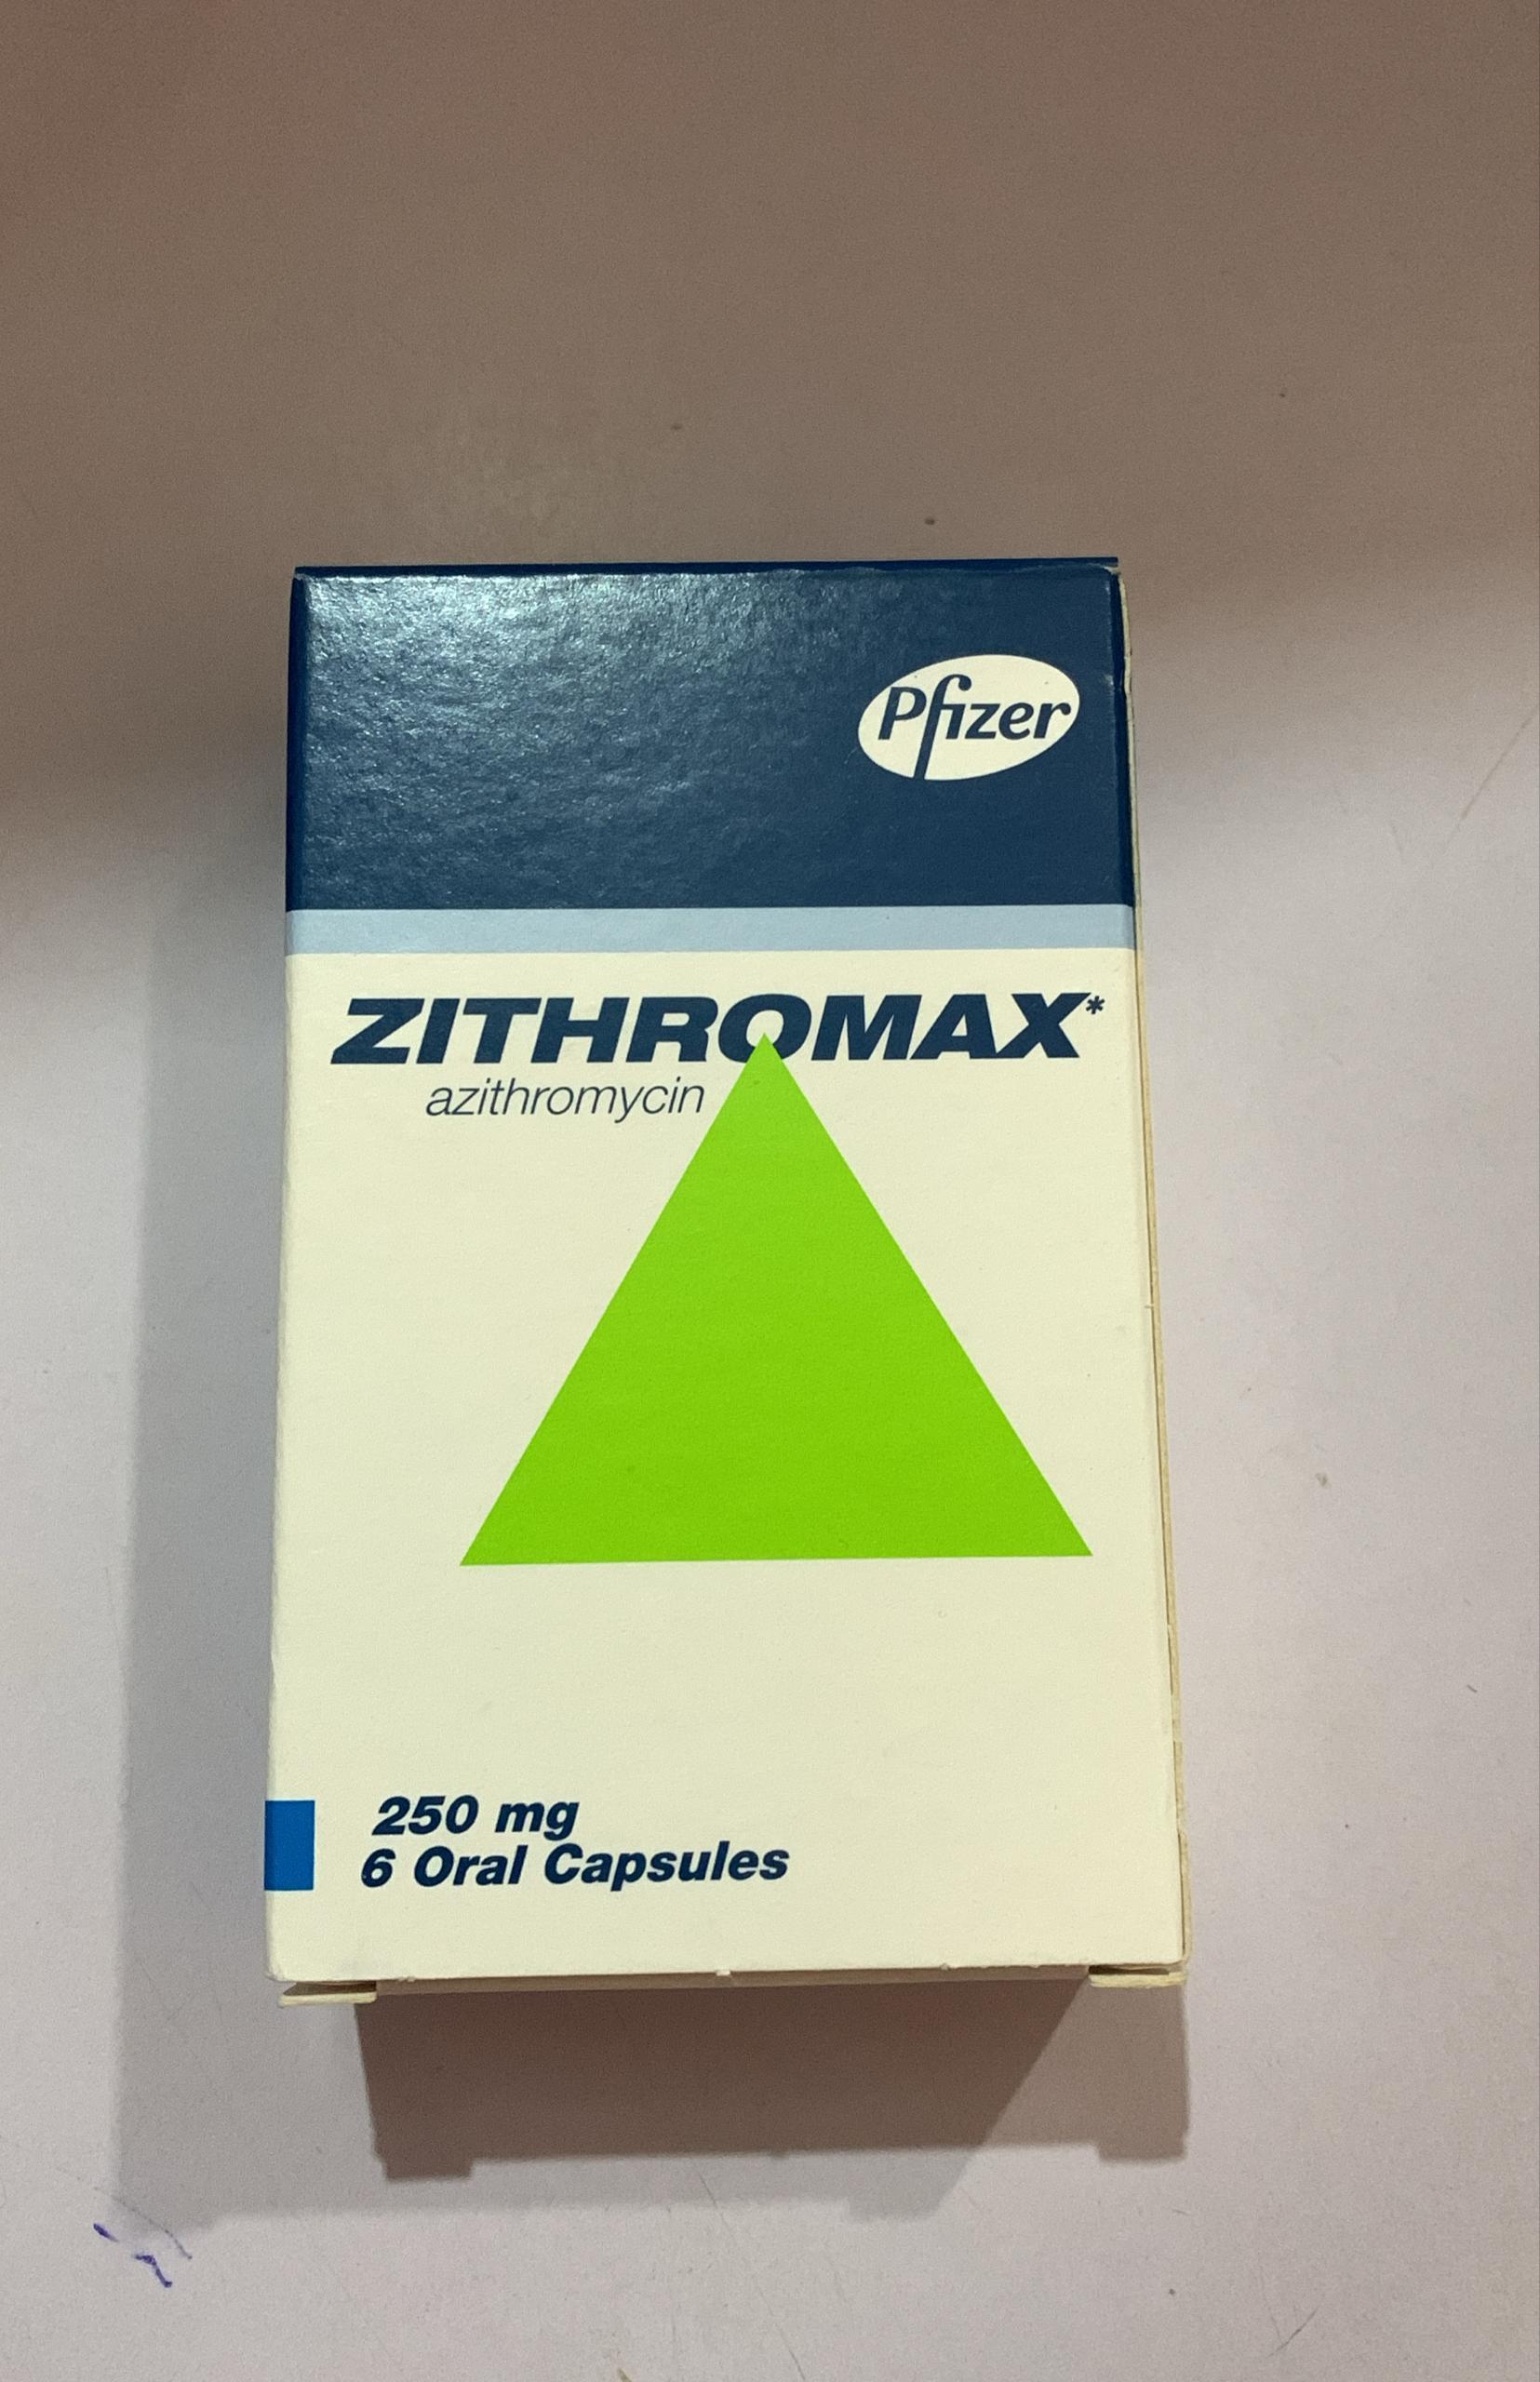 Pfizer
ZITHROMAX*
azithromycin
250 mg
6 Oral Capsules